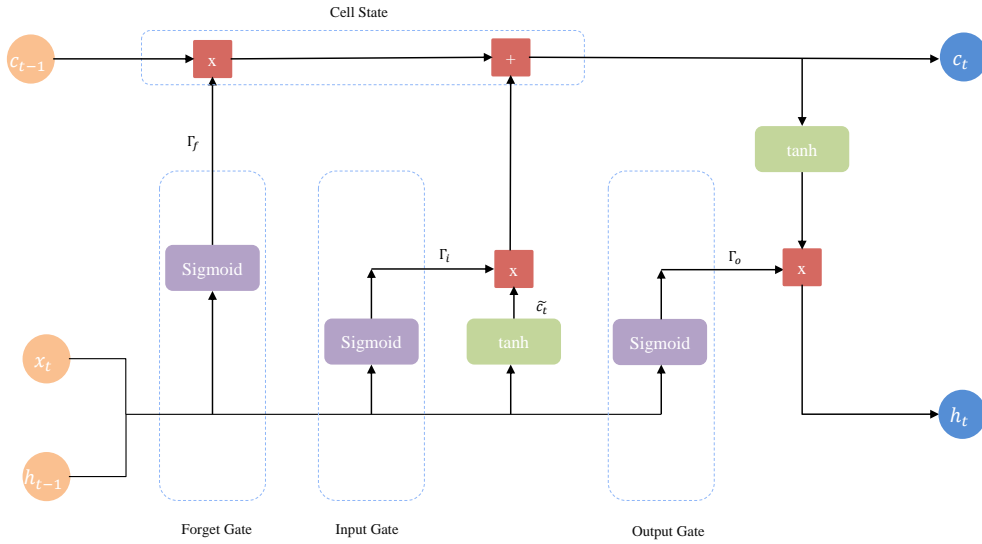 Cell State
c_{t-1}
x
+
c_t
Γ_f
tanh
Sigmoid
Γ_i
x
Γ_o
x
c̃_t
x_t
Sigmoid
tanh
Sigmoid
h_t
h_{t-1}
Forget Gate
Input Gate
Output Gate